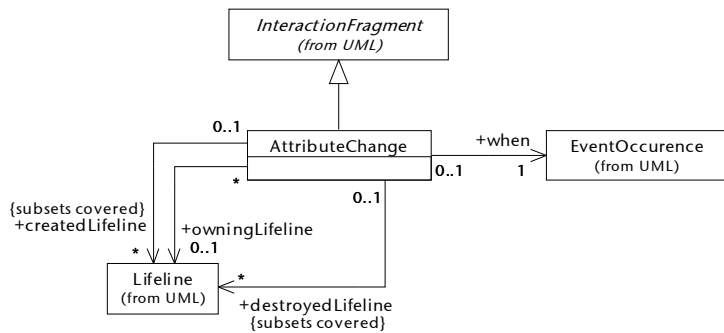 InteractionFragment
(from UML)
0..1
AttributeChange
+when
EventOccurence
(from UML)
0..1
1
*
0..1
{subsets covered}
+createdLifeline
+owningLifeline
*
0..1
Lifeline
(from UML)
*
+destroyedLifeline
{subsets covered}